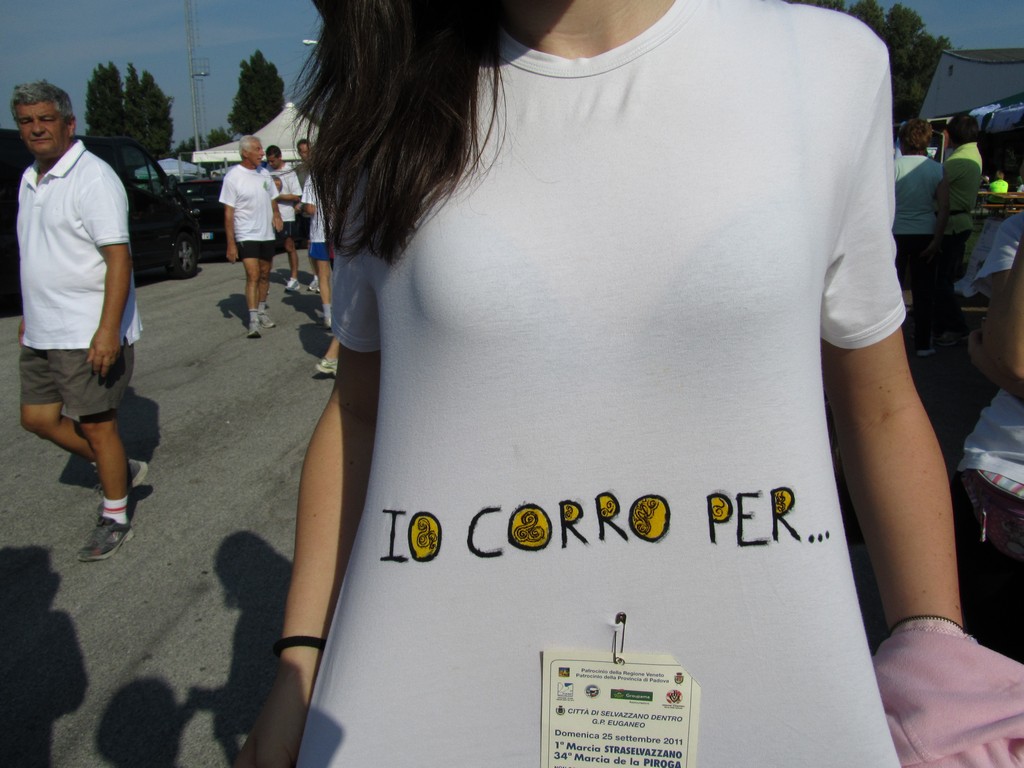 IO CORRO PER...
Patrocinio della Regione Veneto
Patrocinio della Provincia di Padova
Groupama
CITTÀ DI SELVAZZANO DENTRO
G.P. EUGANEO
Domenica 25 settembre 2011
1ª Marcia STRASELVAZZANO
34ª Marcia de la PIROGA